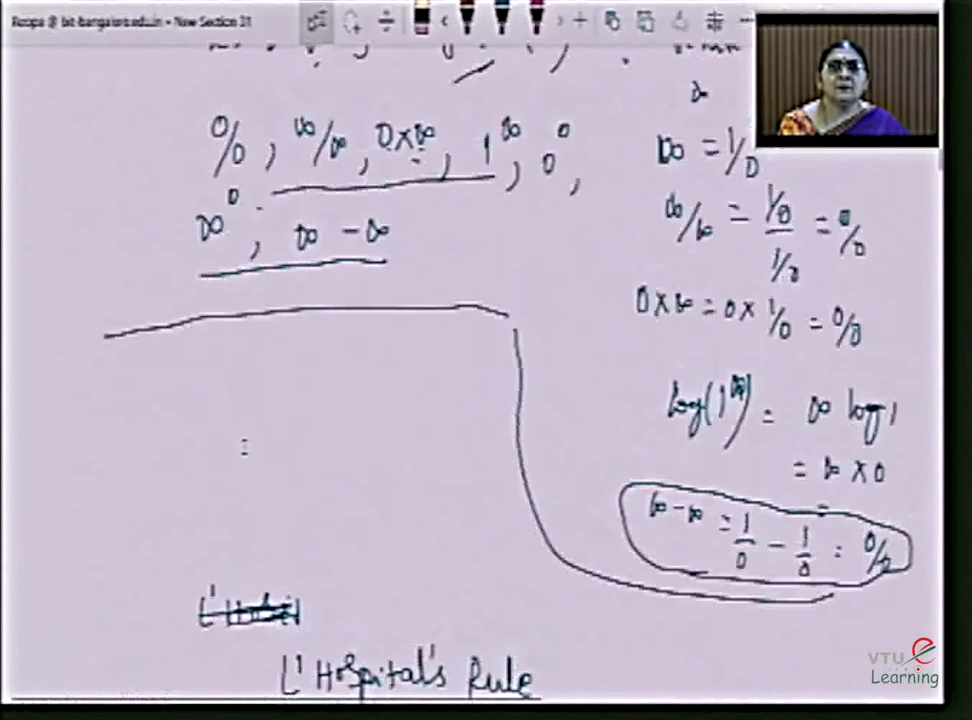 Roopa @ bit-bangalore.edu.in - New Section 31
0/0 , ∞/∞ , 0×∞ , 1^∞ , 0^0 ,
∞^0 , ∞ - ∞
∞ = 1/0
∞/∞ = 1/0 / 1/0 = 0/0
0×∞ = 0 × 1/0 = 0/0
log(1^∞) = ∞ log 1
= ∞ × 0
=
∞-∞ = 1/0 - 1/0 = 0/0
=
L'Hospital's Rule
VTU e
Learning